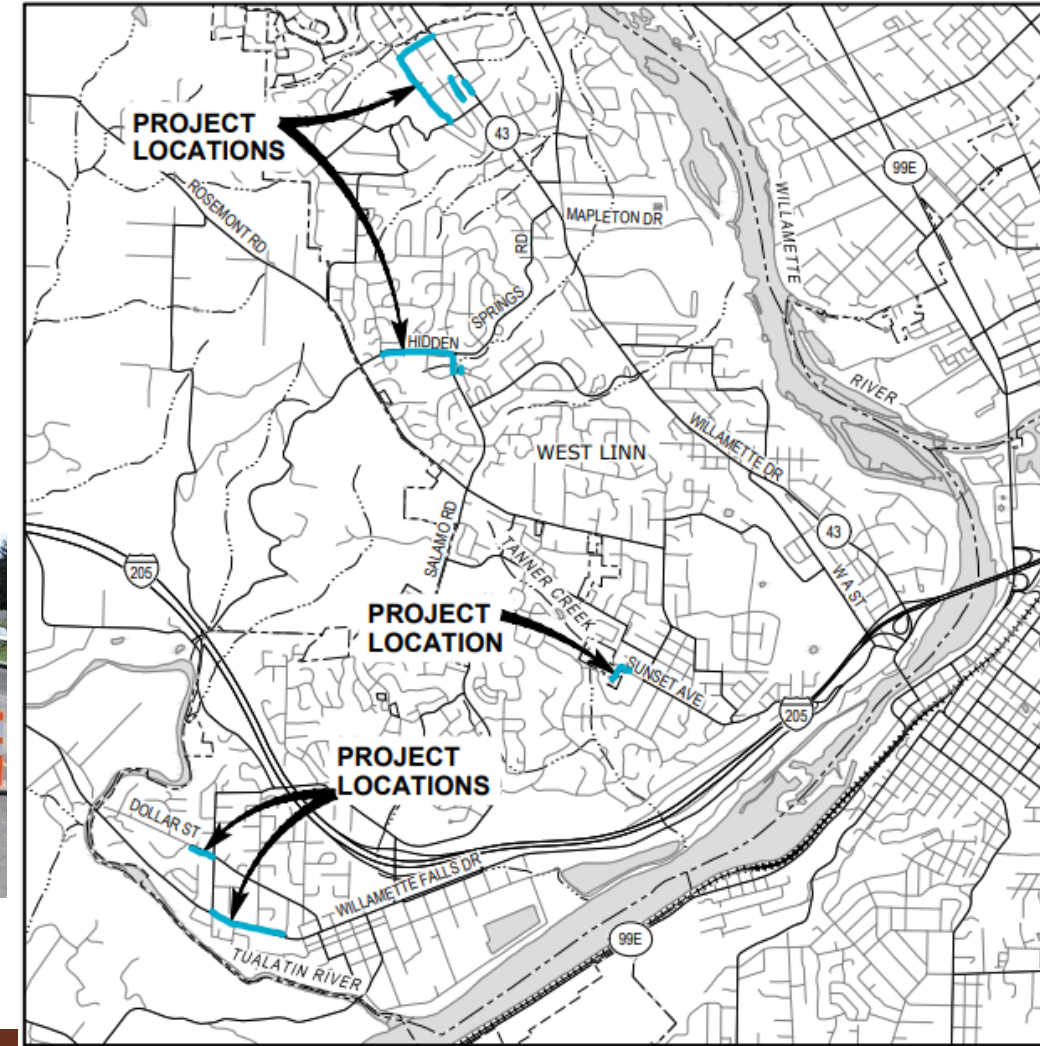 PROJECT
LOCATIONS
43
99E
ROSEMONT RD
MAPLETON DR
WILLAMETTE
RD
SPRINGS
HIDDEN
RIVER
WEST LINN
WILLAMETTE DR
43
SALAMO RD
TANNER CREEK
W A ST
205
PROJECT
LOCATION
SUNSET AVE
205
PROJECT
LOCATIONS
DOLLAR ST
WILLAMETTE FALLS DR
99E
TUALATIN RIVER